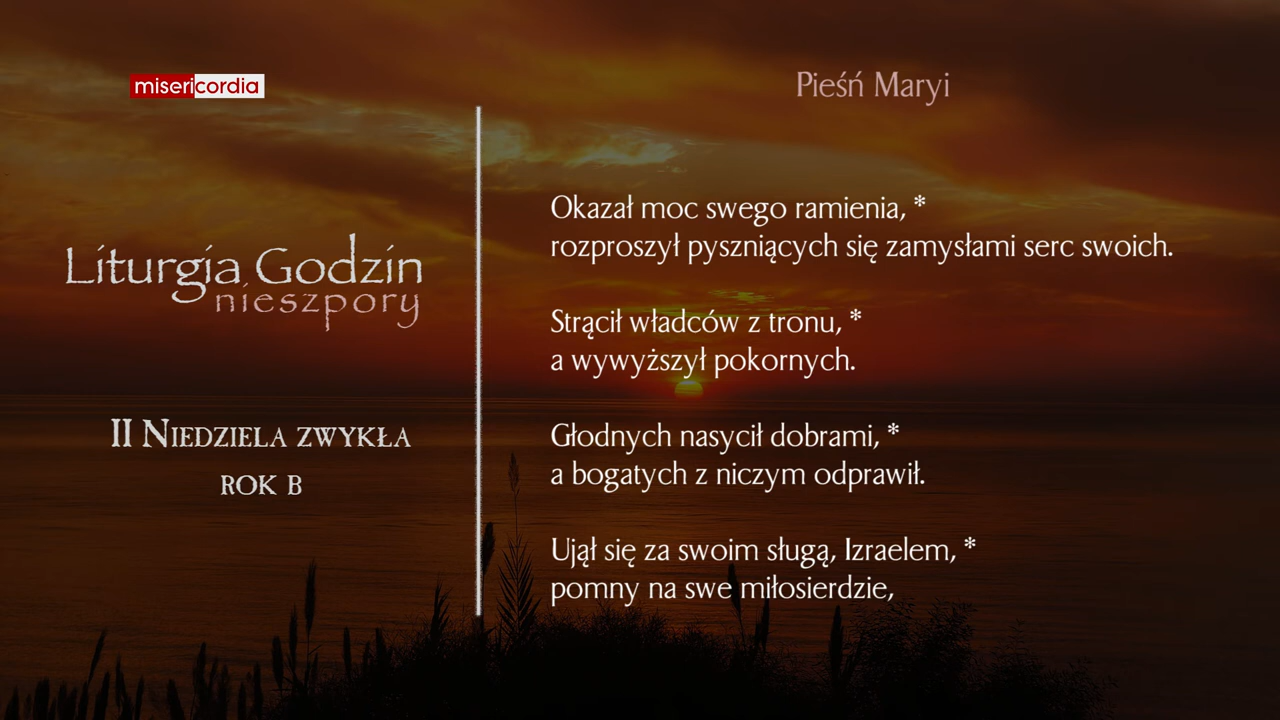 misericordia
Liturgia Godzin
nieszpory
II Niedziela zwykła
rok B
Pieśń Maryi
Okazał moc swego ramienia, *
rozproszył pyszniących się zamysłami serc swoich.
Strącił władców z tronu, *
a wywyższył pokornych.
Głodnych nasycił dobrami, *
a bogatych z niczym odprawił.
Ujął się za swoim sługą, Izraelem, *
pomny na swe miłosierdzie,